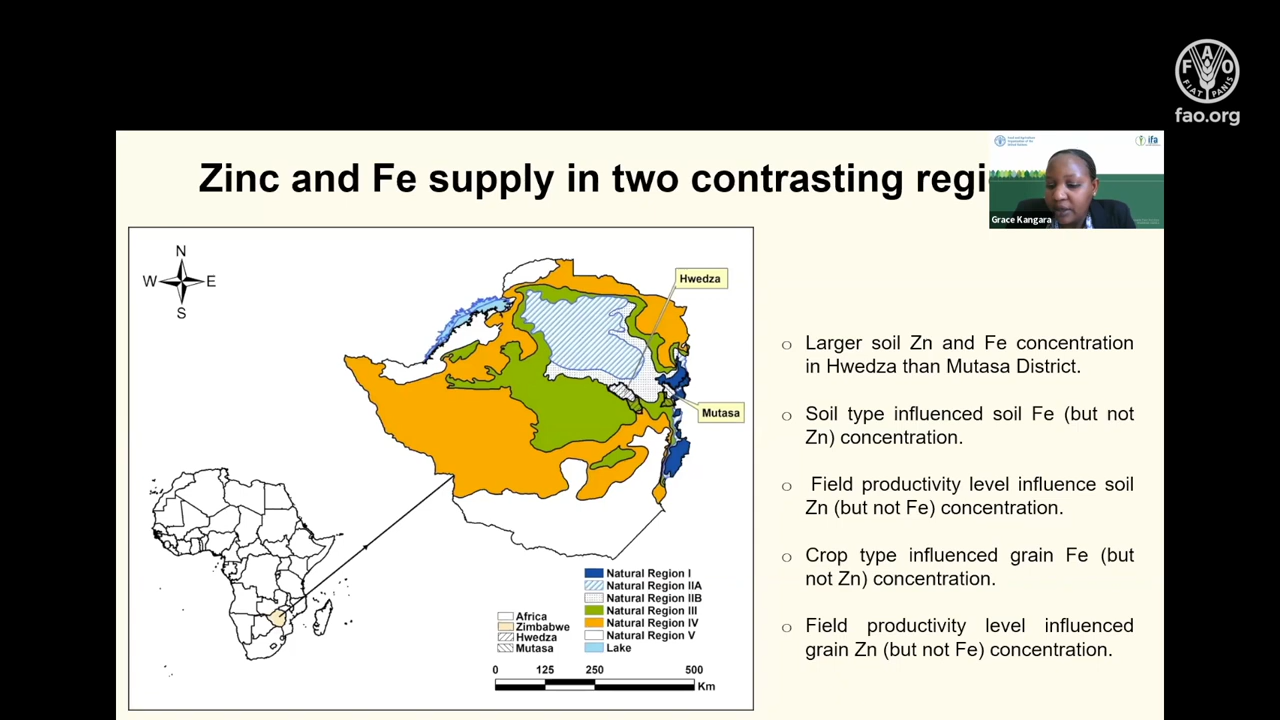 FAO
FIAT PANIS
fao.org
Zinc and Fe supply in two contrasting regi
ifa
Grace Kangara
N
W E
S
Hwedza
Mutasa
Larger soil Zn and Fe concentration
in Hwedza than Mutasa District.
Soil type influenced soil Fe (but not
Zn) concentration.
Field productivity level influence soil
Zn (but not Fe) concentration.
Crop type influenced grain Fe (but
not Zn) concentration.
Field productivity level influenced
grain Zn (but not Fe) concentration.
Africa
Zimbabwe
Hwedza
Mutasa
Natural Region I
Natural Region IIA
Natural Region IIB
Natural Region III
Natural Region IV
Natural Region V
Lake
0 125 250 500
Km